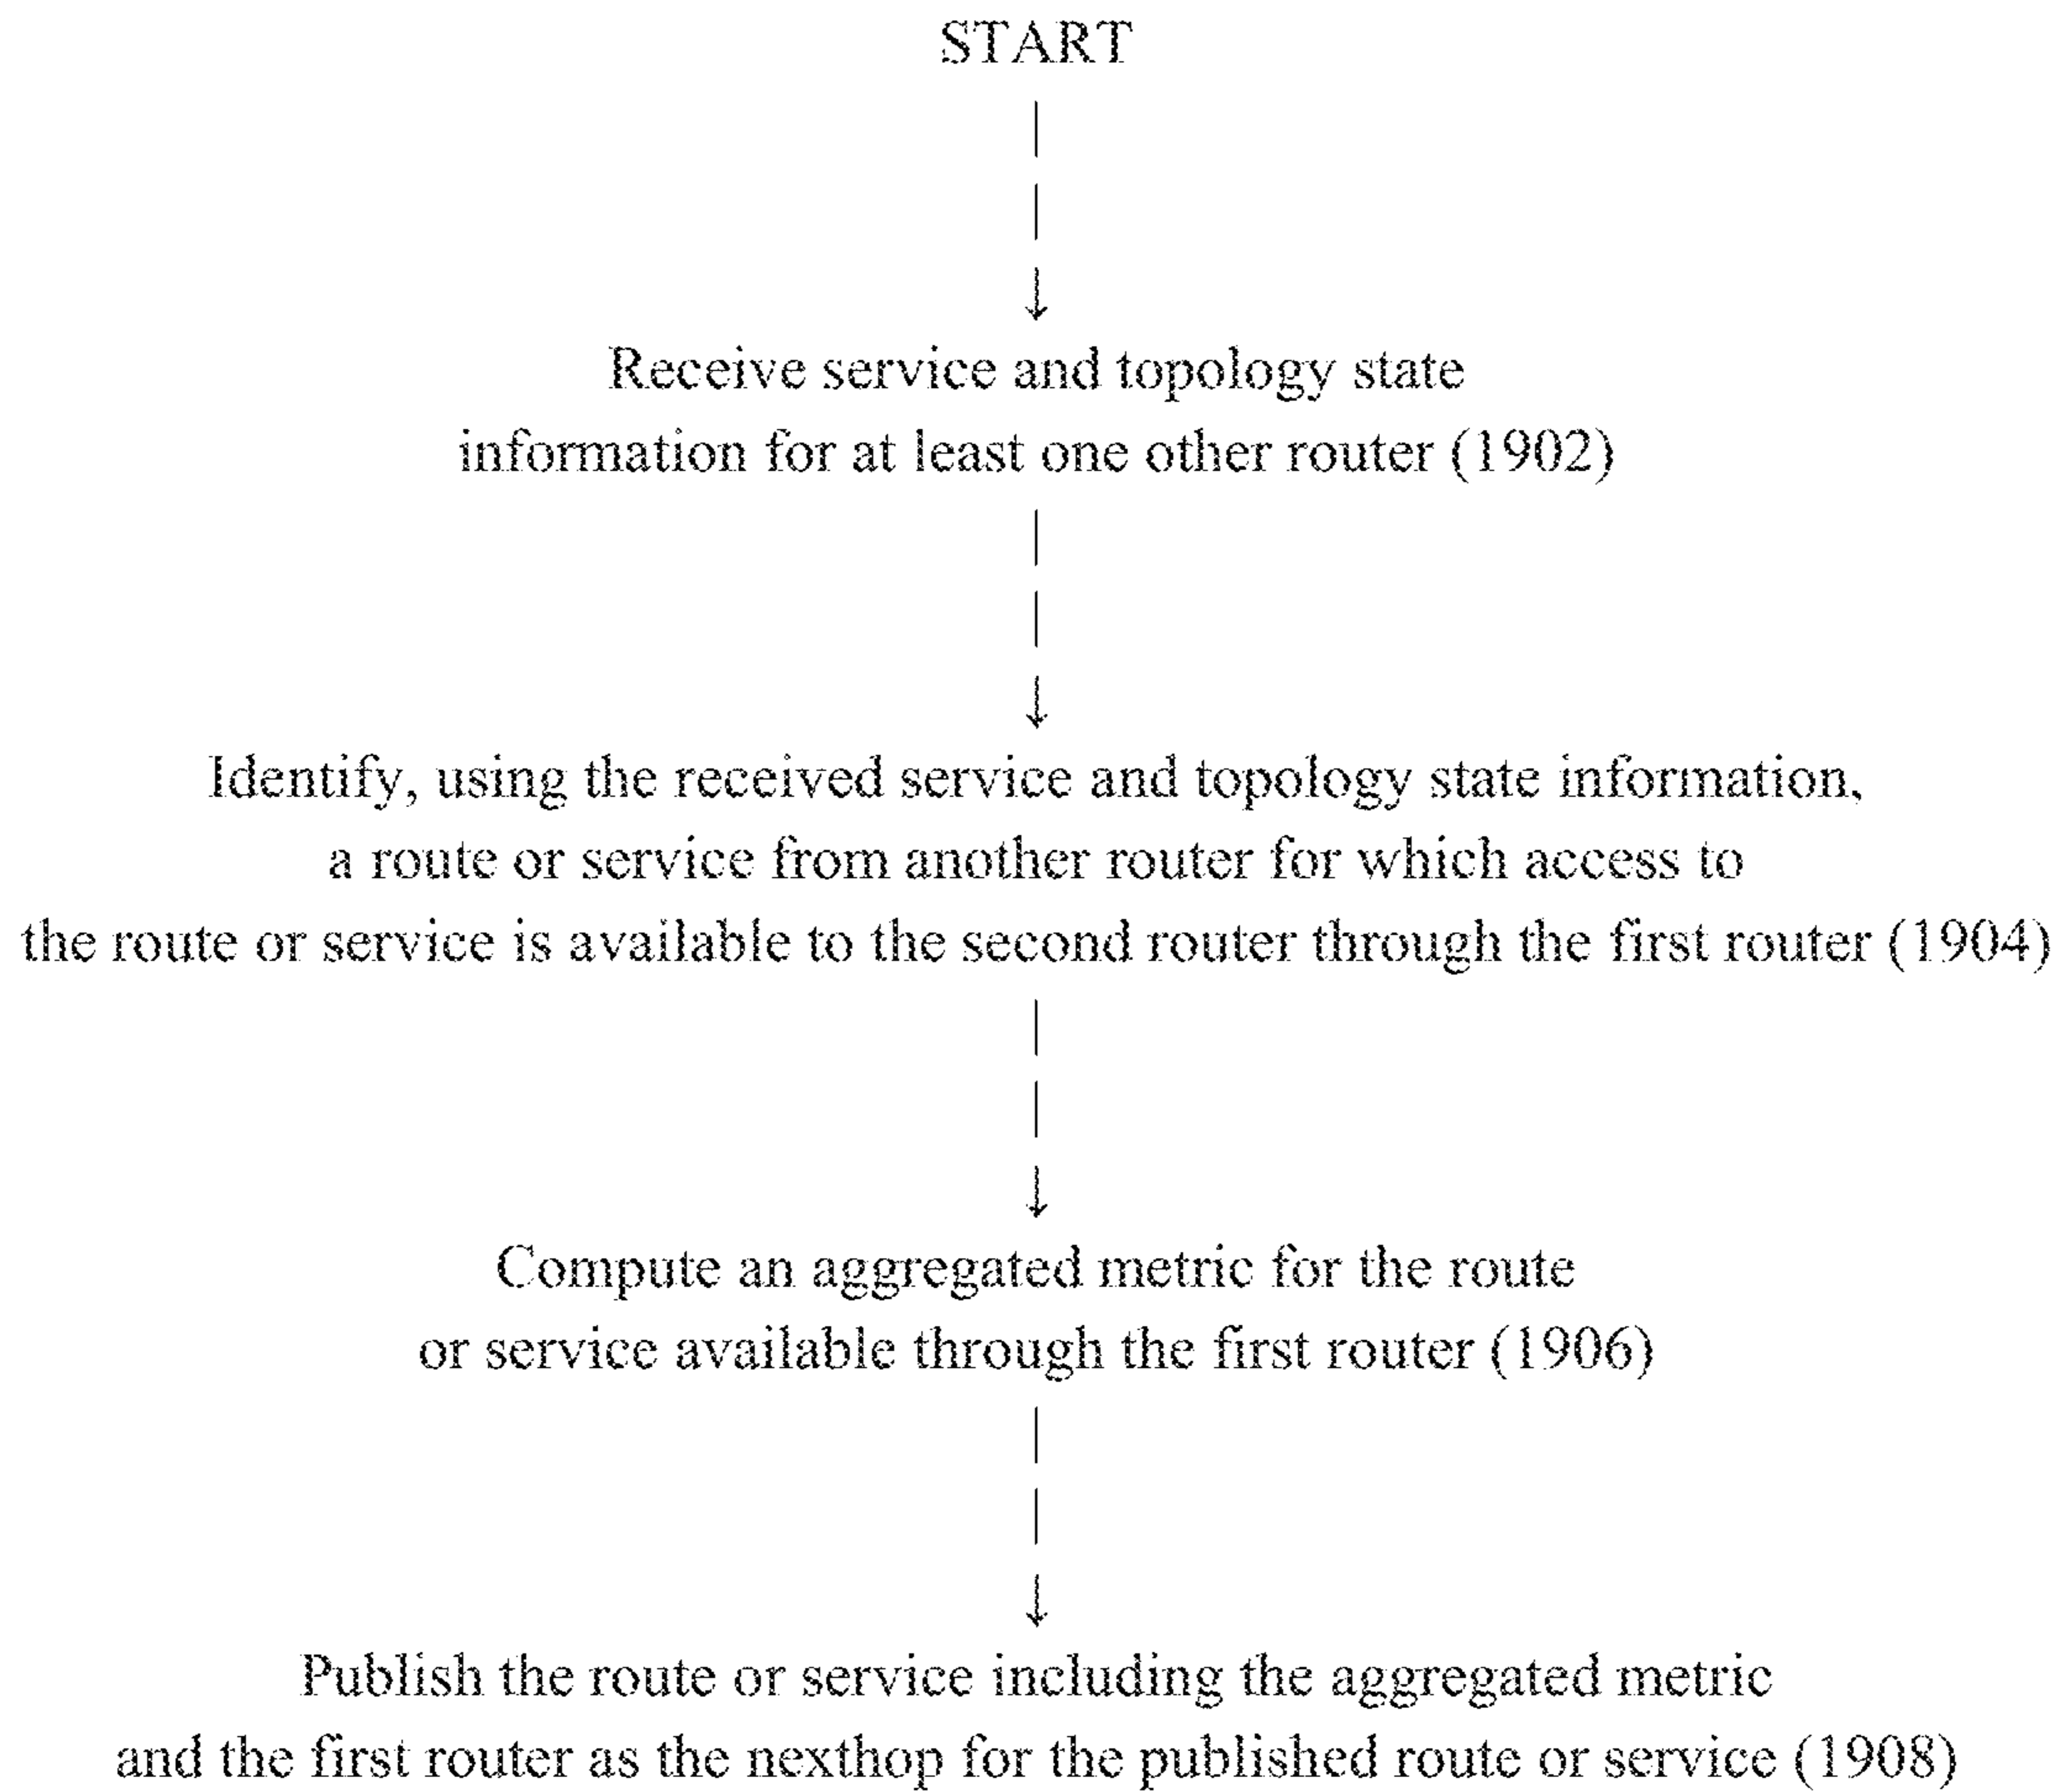 START
Receive service and topology state
information for at least one other router (1902)
Identify, using the received service and topology state information,
a route or service from another router for which access to
the route or service is available to the second router through the first router (1904)
Compute an aggregated metric for the route
or service available through the first router (1906)
Publish the route or service including the aggregated metric
and the first router as the nexthop for the published route or service (1908)